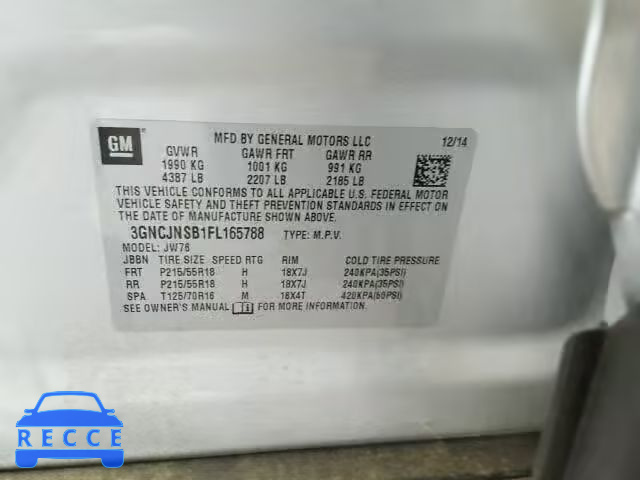 GM
MFD BY GENERAL MOTORS LLC 12/14
GVWR GAWR FRT GAWR RR
1990 KG 1001 KG 991 KG
4387 LB 2207 LB 2185 LB
THIS VEHICLE CONFORMS TO ALL APPLICABLE U.S. FEDERAL MOTOR
VEHICLE SAFETY AND THEFT PREVENTION STANDARDS IN EFFECT ON
THE DATE OF MANUFACTURE SHOWN ABOVE.
3GNCJNSB1FL165788 TYPE: M.P.V.
MODEL: JW76
JBBN TIRE SIZE SPEED RTG RIM COLD TIRE PRESSURE
FRT P215/55R18 H 18X7J 240KPA(35PSI)
RR P215/55R18 H 18X7J 240KPA(35PSI)
SPA T125/70R16 M 16X4T 420KPA(60PSI)
SEE OWNER'S MANUAL FOR MORE INFORMATION.
RECCE